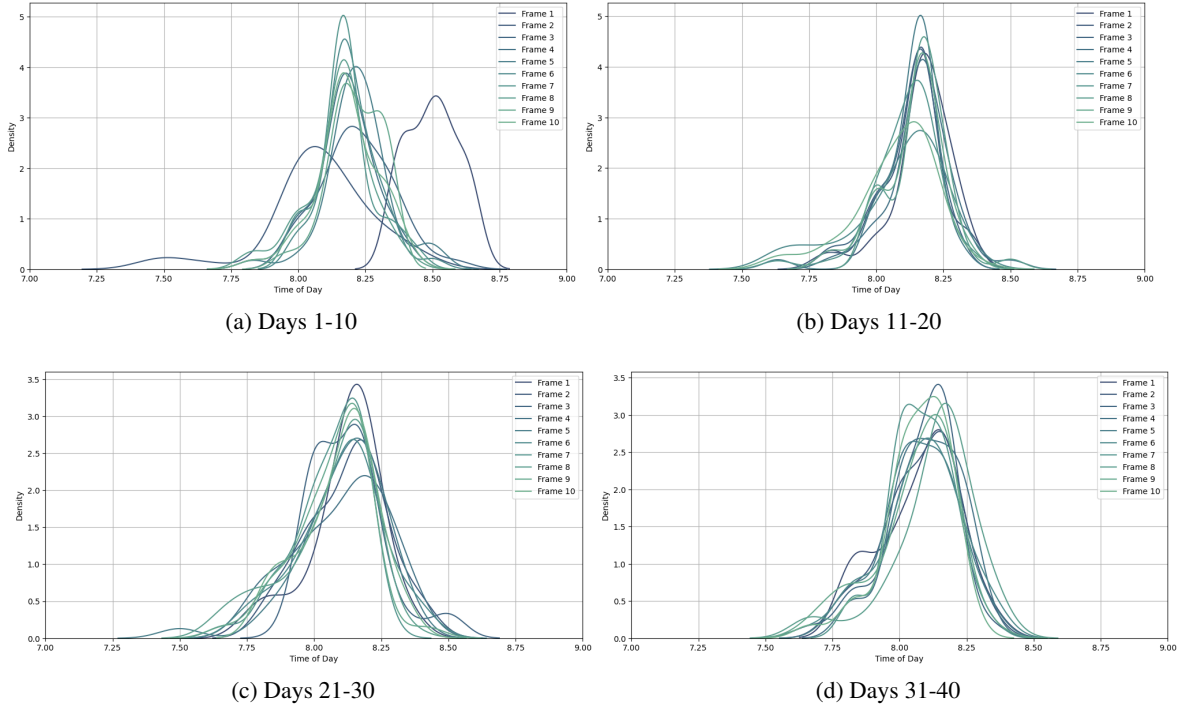 5
4
3
2
1
0
Density
7.00 7.25 7.50 7.75 8.00 8.25 8.50 8.75 9.00
Time of Day
Frame 1
Frame 2
Frame 3
Frame 4
Frame 5
Frame 6
Frame 7
Frame 8
Frame 9
Frame 10
(a) Days 1-10
5
4
3
2
1
0
Density
7.00 7.25 7.50 7.75 8.00 8.25 8.50 8.75 9.00
Time of Day
Frame 1
Frame 2
Frame 3
Frame 4
Frame 5
Frame 6
Frame 7
Frame 8
Frame 9
Frame 10
(b) Days 11-20
3.5
3.0
2.5
2.0
1.5
1.0
0.5
0.0
Density
7.00 7.25 7.50 7.75 8.00 8.25 8.50 8.75 9.00
Time of Day
Frame 1
Frame 2
Frame 3
Frame 4
Frame 5
Frame 6
Frame 7
Frame 8
Frame 9
Frame 10
(c) Days 21-30
3.5
3.0
2.5
2.0
1.5
1.0
0.5
0.0
Density
7.00 7.25 7.50 7.75 8.00 8.25 8.50 8.75 9.00
Time of Day
Frame 1
Frame 2
Frame 3
Frame 4
Frame 5
Frame 6
Frame 7
Frame 8
Frame 9
Frame 10
(d) Days 31-40